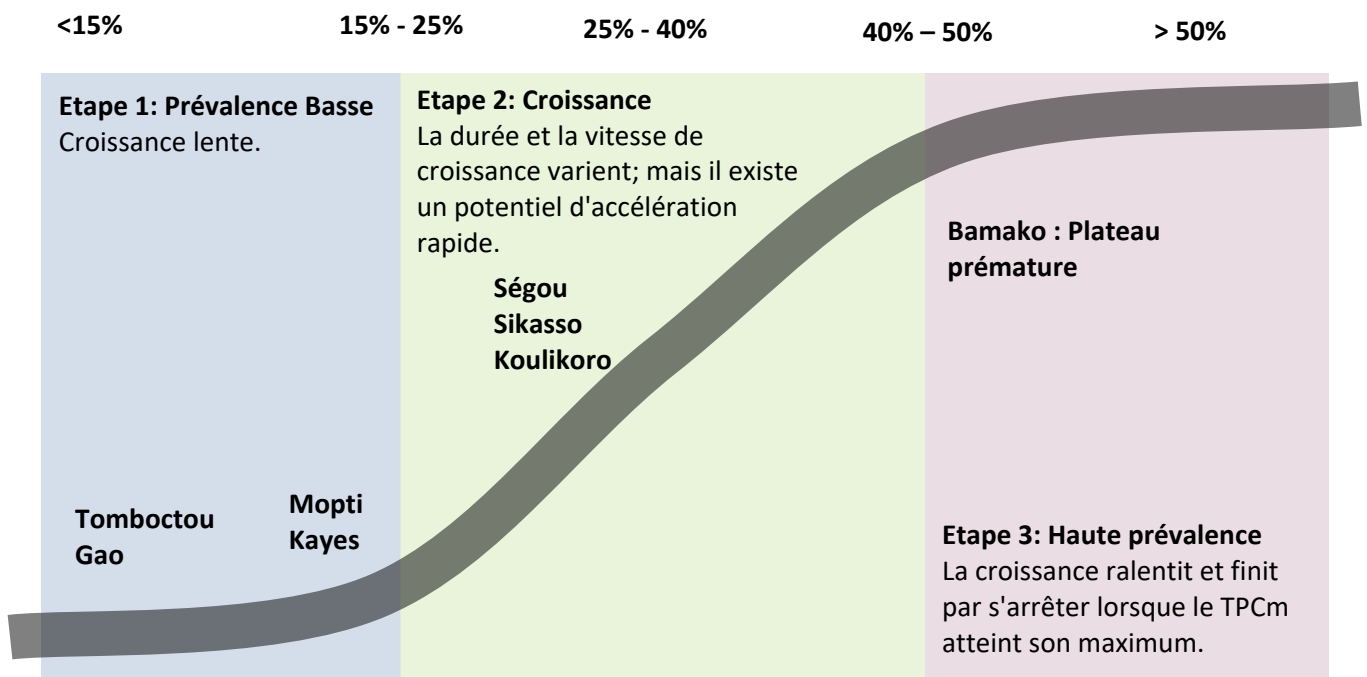 <15%
15% - 25%
25% - 40%
40% – 50%
> 50%
Etape 1: Prévalence Basse
Croissance lente.
Etape 2: Croissance
La durée et la vitesse de
croissance varient; mais il existe
un potentiel d'accélération
rapide.
Ségou
Sikasso
Koulikoro
Bamako : Plateau
prémature
Tomboctou
Gao
Mopti
Kayes
Etape 3: Haute prévalence
La croissance ralentit et finit
par s'arrêter lorsque le TPCm
atteint son maximum.